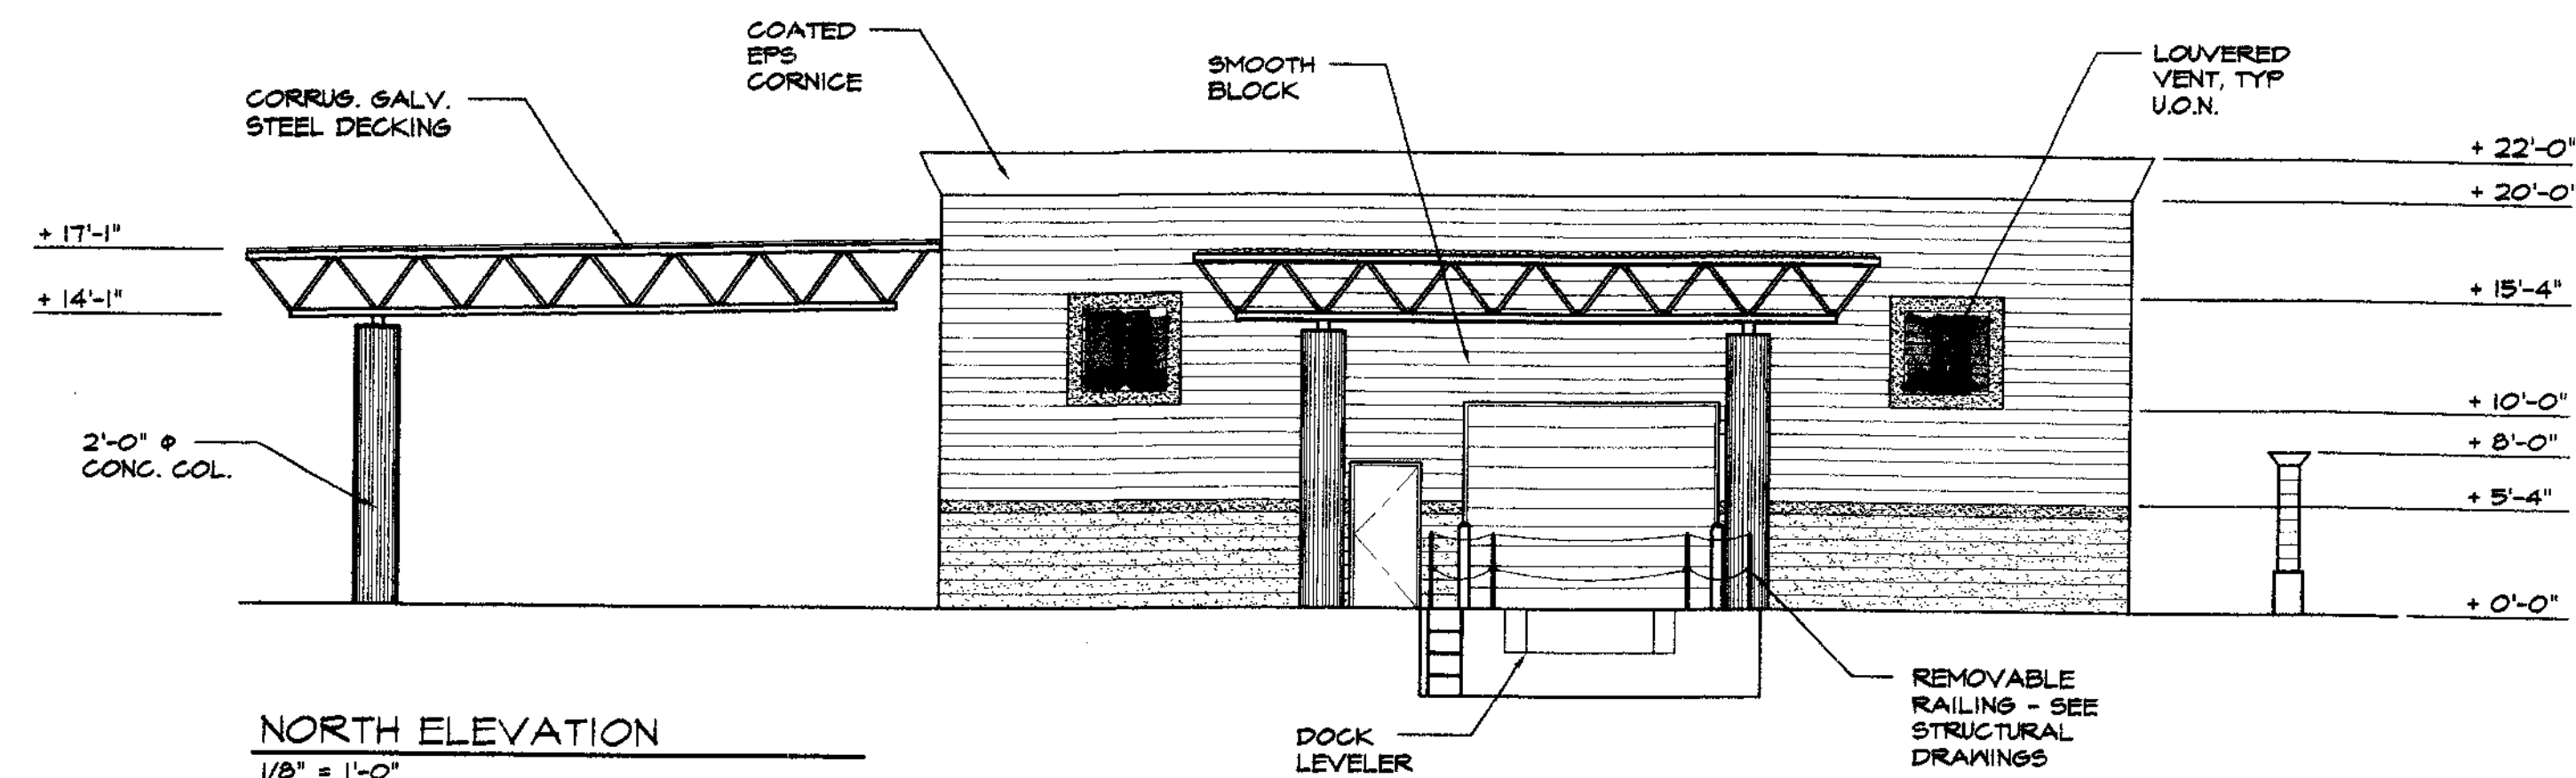 COATED
EPS
CORNICE
SMOOTH
BLOCK
LOUVERED
VENT, TYP
U.O.N.
CORRUG. GALV.
STEEL DECKING
+ 22'-0"
+ 20'-0"
+ 17'-1"
+ 14'-1"
+ 15'-4"
+ 10'-0"
+ 8'-0"
+ 5'-4"
+ 0'-0"
2'-0" Φ
CONC. COL.
REMOVABLE
RAILING - SEE
STRUCTURAL
DRAWINGS
DOCK
LEVELER
NORTH ELEVATION
1/8" = 1'-0"